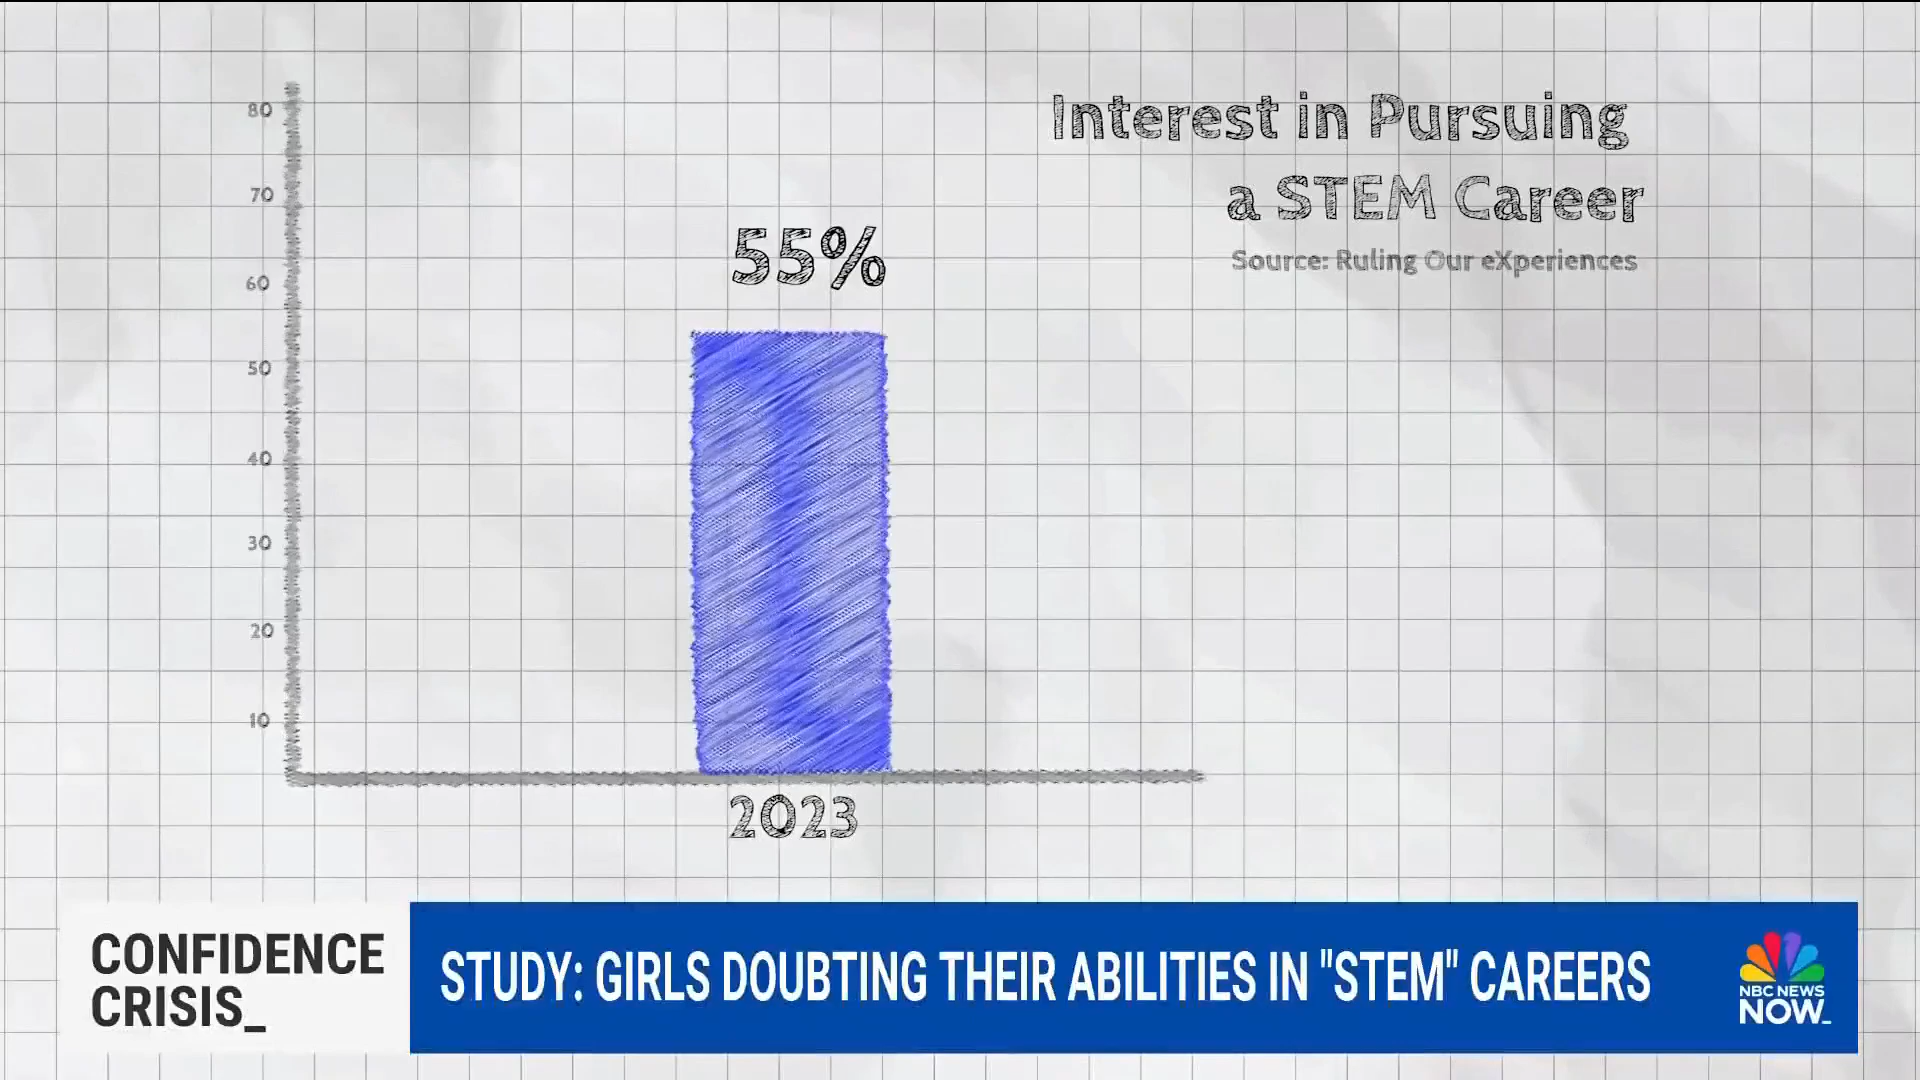 Interest in Pursuing
a STEM Career
Source: Ruling Our eXperiences
80
70
60
50
40
30
20
10
55%
2023
CONFIDENCE
CRISIS_
STUDY: GIRLS DOUBTING THEIR ABILITIES IN "STEM" CAREERS
NBC NEWS
NOW_